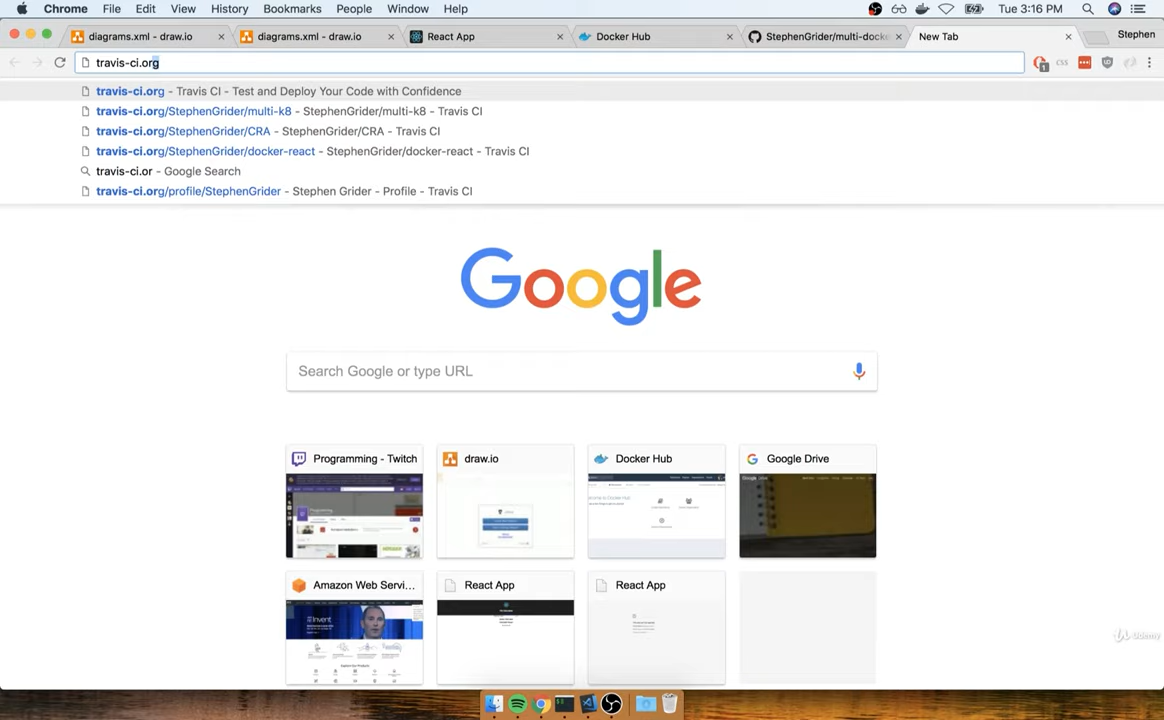 Chrome File Edit View History Bookmarks People Window Help Tue 3:16 PM
diagrams.xml - draw.io diagrams.xml - draw.io React App Docker Hub StephenGrider/multi-docke New Tab Stephen
travis-ci.org
travis-ci.org - Travis CI - Test and Deploy Your Code with Confidence
travis-ci.org/StephenGrider/multi-k8 - StephenGrider/multi-k8 - Travis CI
travis-ci.org/StephenGrider/CRA - StephenGrider/CRA - Travis CI
travis-ci.org/StephenGrider/docker-react - StephenGrider/docker-react - Travis CI
travis-ci.or - Google Search
travis-ci.org/profile/StephenGrider - Stephen Grider - Profile - Travis CI
Google
Search Google or type URL
Programming - Twitch draw.io Docker Hub Google Drive
Amazon Web Servi... React App React App
Udemy